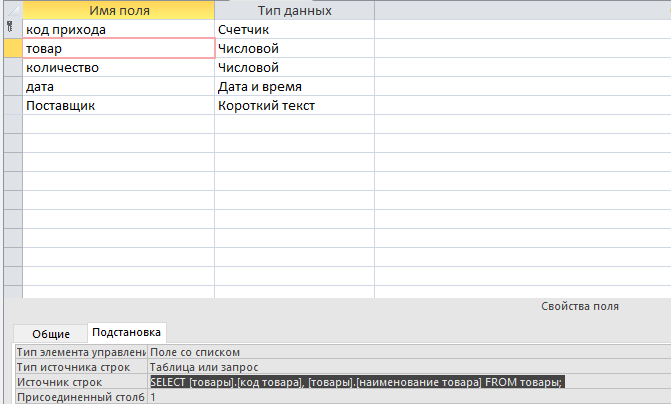 Имя поля Тип данных
код прихода Счетчик
товар Числовой
количество Числовой
дата Дата и время
Поставщик Короткий текст
Свойства поля
Общие Подстановка
Тип элемента управлени Поле со списком
Тип источника строк Таблица или запрос
Источник строк SELECT [товары].[код товара], [товары].[наименование товара] FROM товары;
Присоединенный столб 1